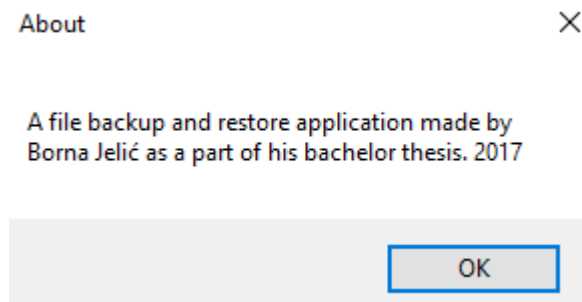 About
A file backup and restore application made by
Borna Jelić as a part of his bachelor thesis. 2017
OK